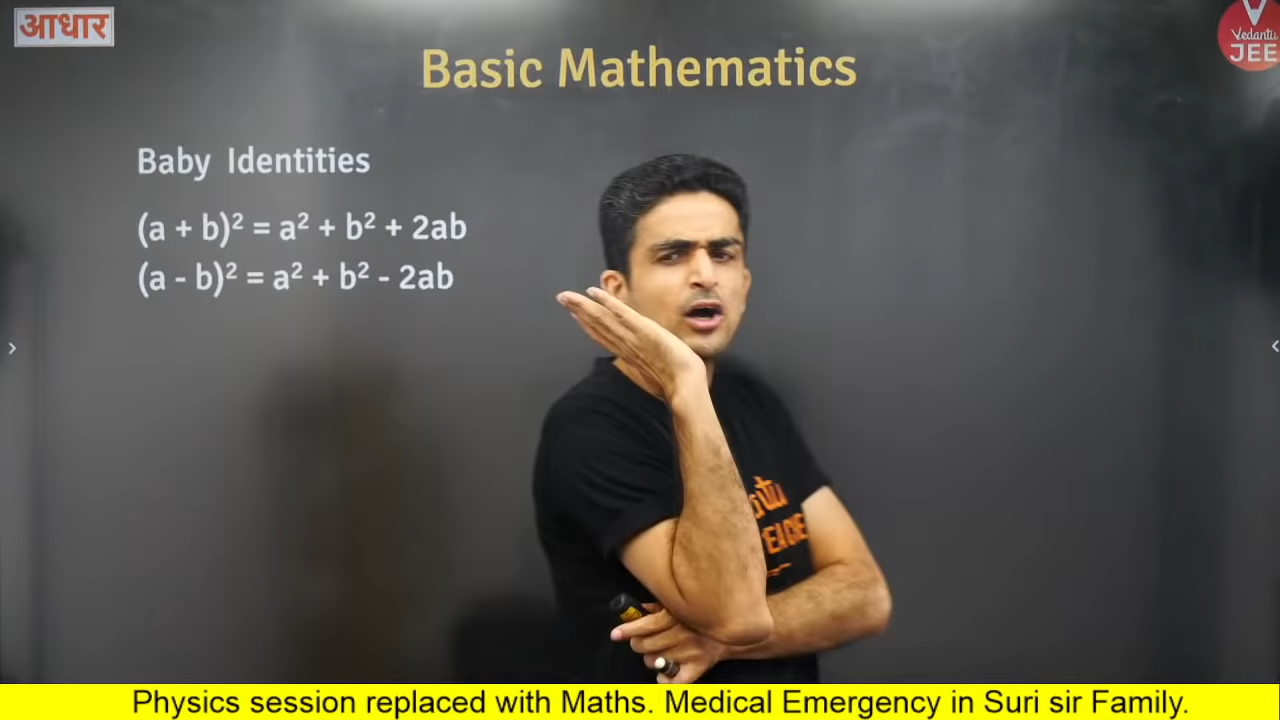 आधार
Vedantu
JEE
Basic Mathematics
Baby Identities
(a + b)² = a² + b² + 2ab
(a - b)² = a² + b² - 2ab
Physics session replaced with Maths. Medical Emergency in Suri sir Family.